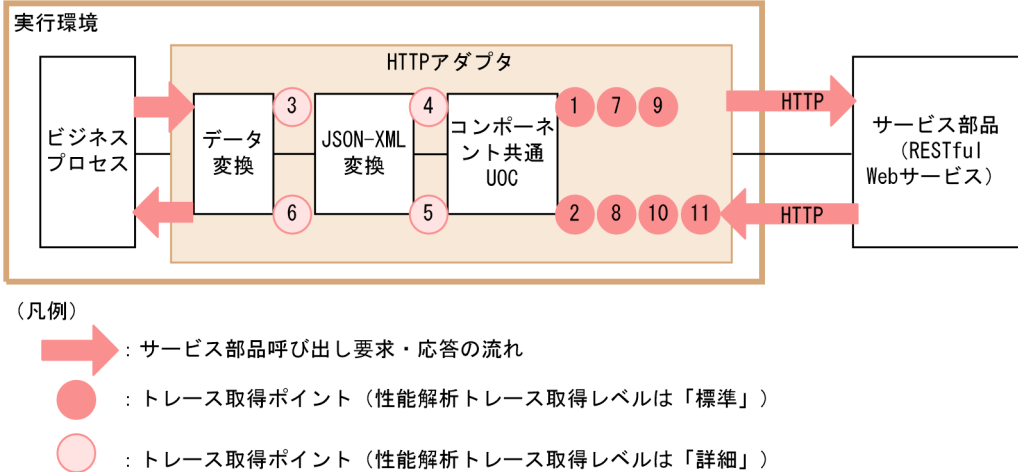 実行環境
HTTPアダプタ
ビジネス
プロセス
データ
変換
3
6
JSON-XML
変換
4
5
コンポーネ
ント共通
UOC
1 7 9
2 8 10 11
HTTP
HTTP
サービス部品
（RESTful
Webサービス）
（凡例）
：サービス部品呼び出し要求・応答の流れ
：トレース取得ポイント（性能解析トレース取得レベルは「標準」）
：トレース取得ポイント（性能解析トレース取得レベルは「詳細」）